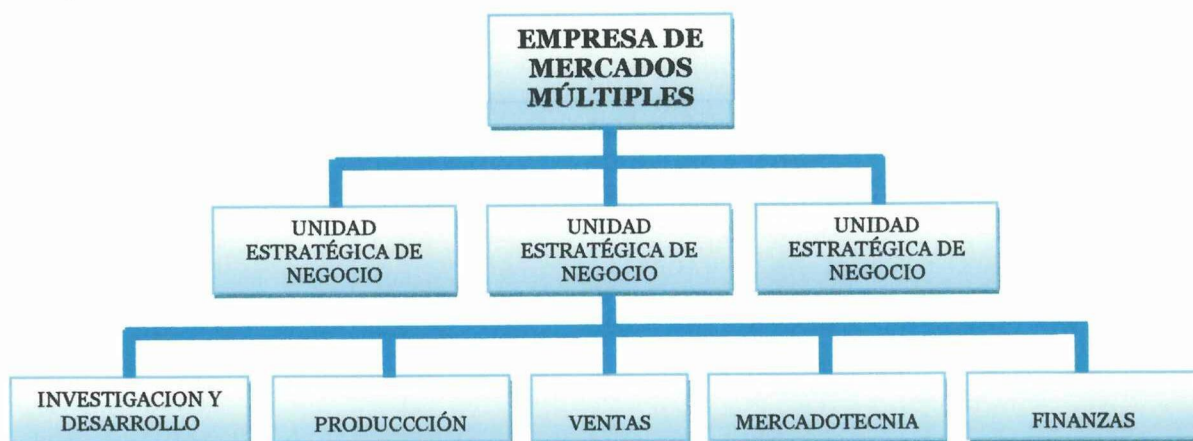 EMPRESA DE
MERCADOS
MÚLTIPLES
UNIDAD
ESTRATÉGICA DE
NEGOCIO
UNIDAD
ESTRATÉGICA DE
NEGOCIO
UNIDAD
ESTRATÉGICA DE
NEGOCIO
INVESTIGACION Y
DESARROLLO
PRODUCCCIÓN
VENTAS
MERCADOTECNIA
FINANZAS